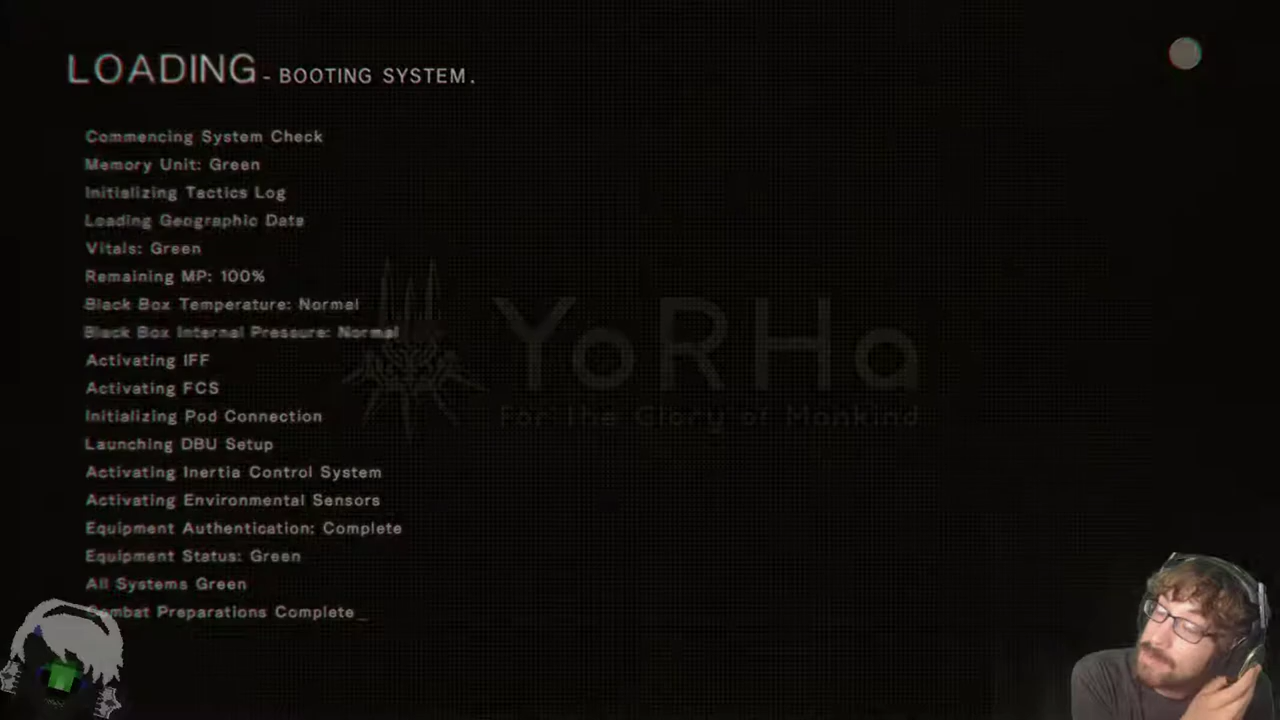 LOADING - BOOTING SYSTEM.
Commencing System Check
Memory Unit: Green
Initializing Tactics Log
Loading Geographic Data
Vitals: Green
Remaining MP: 100%
Black Box Temperature: Normal
Black Box Internal Pressure: Normal
Activating IFF
Activating FCS
Initializing Pod Connection
Launching DBU Setup
Activating Inertia Control System
Activating Environmental Sensors
Equipment Authentication: Complete
Equipment Status: Green
All Systems Green
Combat Preparations Complete_
YoRHa
For the Glory of Mankind